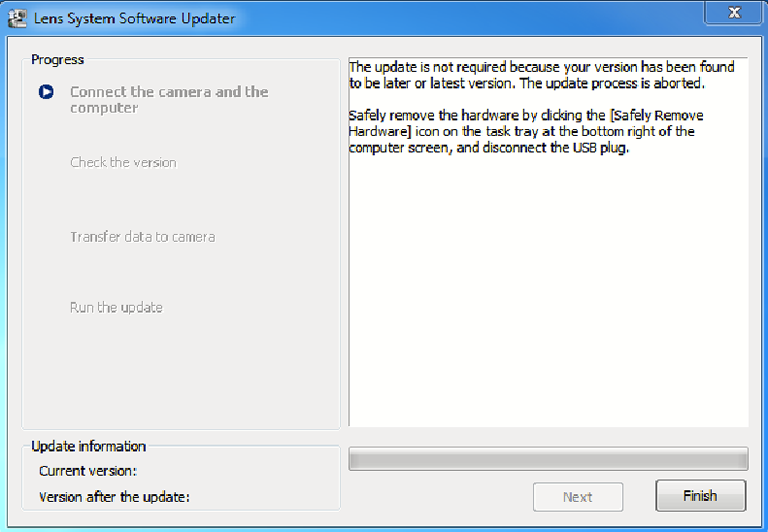 Lens System Software Updater
Progress
Connect the camera and the
computer
Check the version
Transfer data to camera
Run the update
The update is not required because your version has been found
to be later or latest version. The update process is aborted.
Safely remove the hardware by clicking the [Safely Remove
Hardware] icon on the task tray at the bottom right of the
computer screen, and disconnect the USB plug.
Update information
Current version:
Version after the update:
Next
Finish